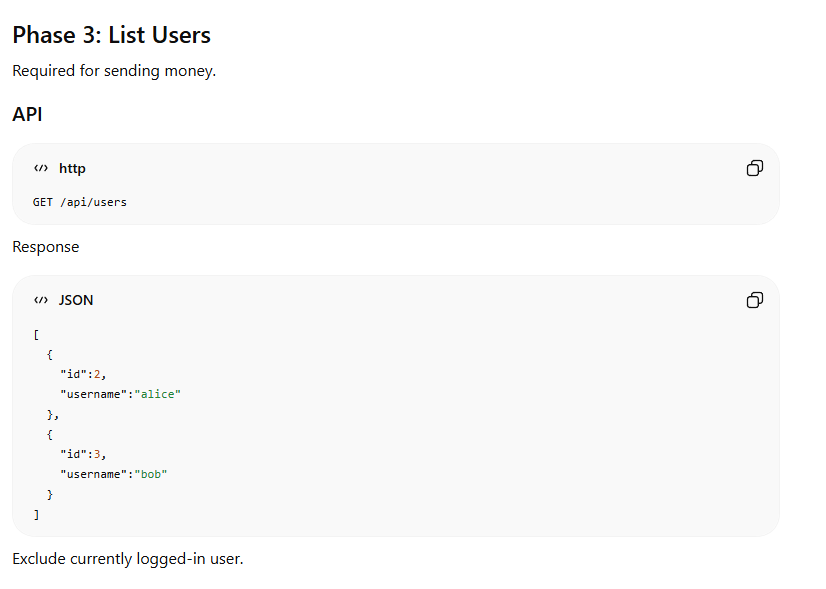 Phase 3: List Users
Required for sending money.
API
http
GET /api/users
Response
JSON
[
  {
    "id":2,
    "username":"alice"
  },
  {
    "id":3,
    "username":"bob"
  }
]
Exclude currently logged-in user.